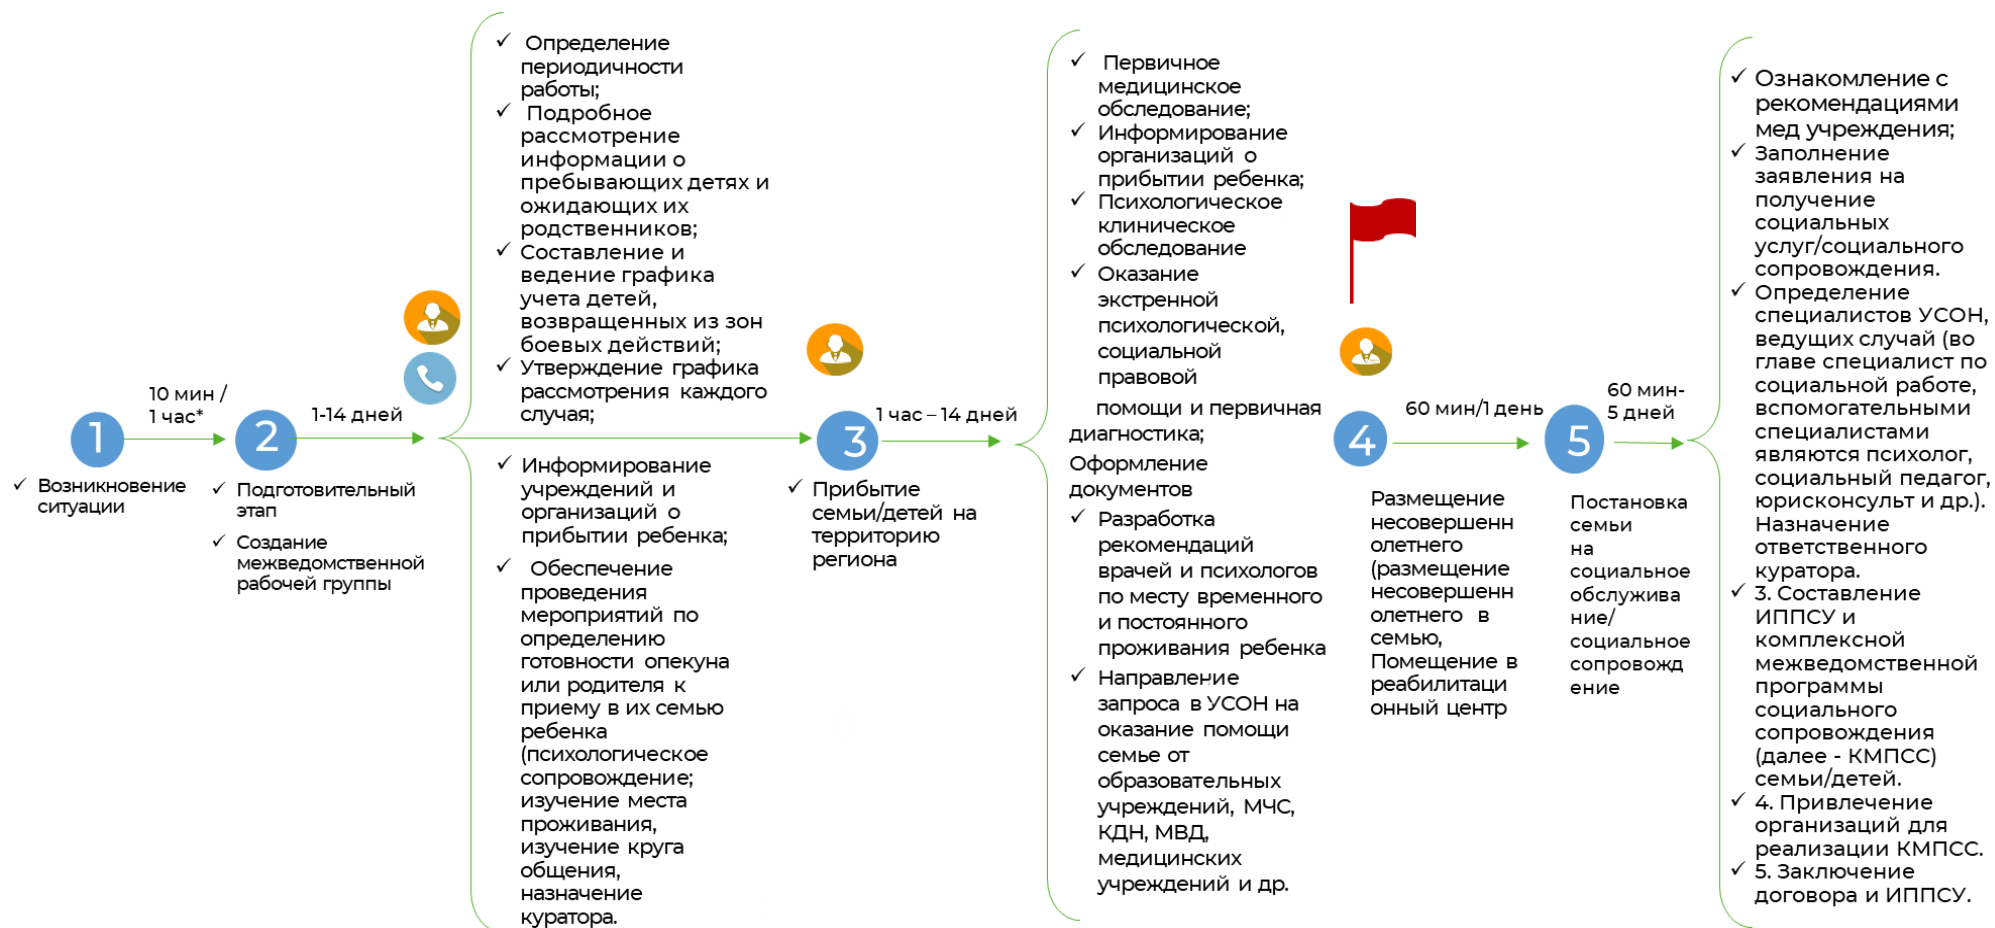 1
Возникновение
ситуации
10 мин /
1 час*
2
Подготовительный
этап
Создание
межведомственной
рабочей группы
1-14 дней
Определение
периодичности
работы;
Подробное
рассмотрение
информации о
пребывающих детях и
ожидающих их
родственников;
Составление и
ведение графика
учета детей,
возвращенных из зон
боевых действий;
Утверждение графика
рассмотрения каждого
случая;
Информирование
учреждений и
организаций о
прибытии ребенка;
Обеспечение
проведения
мероприятий по
определению
готовности опекуна
или родителя к
приему в их семью
ребенка
(психологическое
сопровождение;
изучение места
проживания,
изучение круга
общения,
назначение
куратора.
3
Прибытие
семьи/детей на
территорию
региона
1 час – 14 дней
Первичное
медицинское
обследование;
Информирование
организаций о
прибытии ребенка;
Психологическое
клиническое
обследование
Оказание
экстренной
психологической,
социальной
правовой
помощи и первичная
диагностика;
Оформление
документов
Разработка
рекомендаций
врачей и психологов
по месту временного
и постоянного
проживания ребенка
Направление
запроса в УСОН на
оказание помощи
семье от
образовательных
учреждений, МЧС,
КДН, МВД,
медицинских
учреждений и др.
4
Размещение
несовершенн
олетнего
(размещение
несовершенн
олетнего в
семью,
Помещение в
реабилитаци
онный центр
60 мин/1 день
5
Постановка
семьи
на
социальное
обслужива
ние/
социальное
сопровожд
ение
60 мин-
5 дней
Ознакомление с
рекомендациями
мед учреждения;
Заполнение
заявления на
получение
социальных
услуг/социального
сопровождения.
Определение
специалистов УСОН,
ведущих случай (во
главе специалист по
социальной работе,
вспомогательными
специалистами
являются психолог,
социальный педагог,
юрисконсульт и др.).
Назначение
ответственного
куратора.
3. Составление
ИППСУ и
комплексной
межведомственной
программы
социального
сопровождения
(далее - КМПСС)
семьи/детей.
4. Привлечение
организаций для
реализации КМПСС.
5. Заключение
договора и ИППСУ.